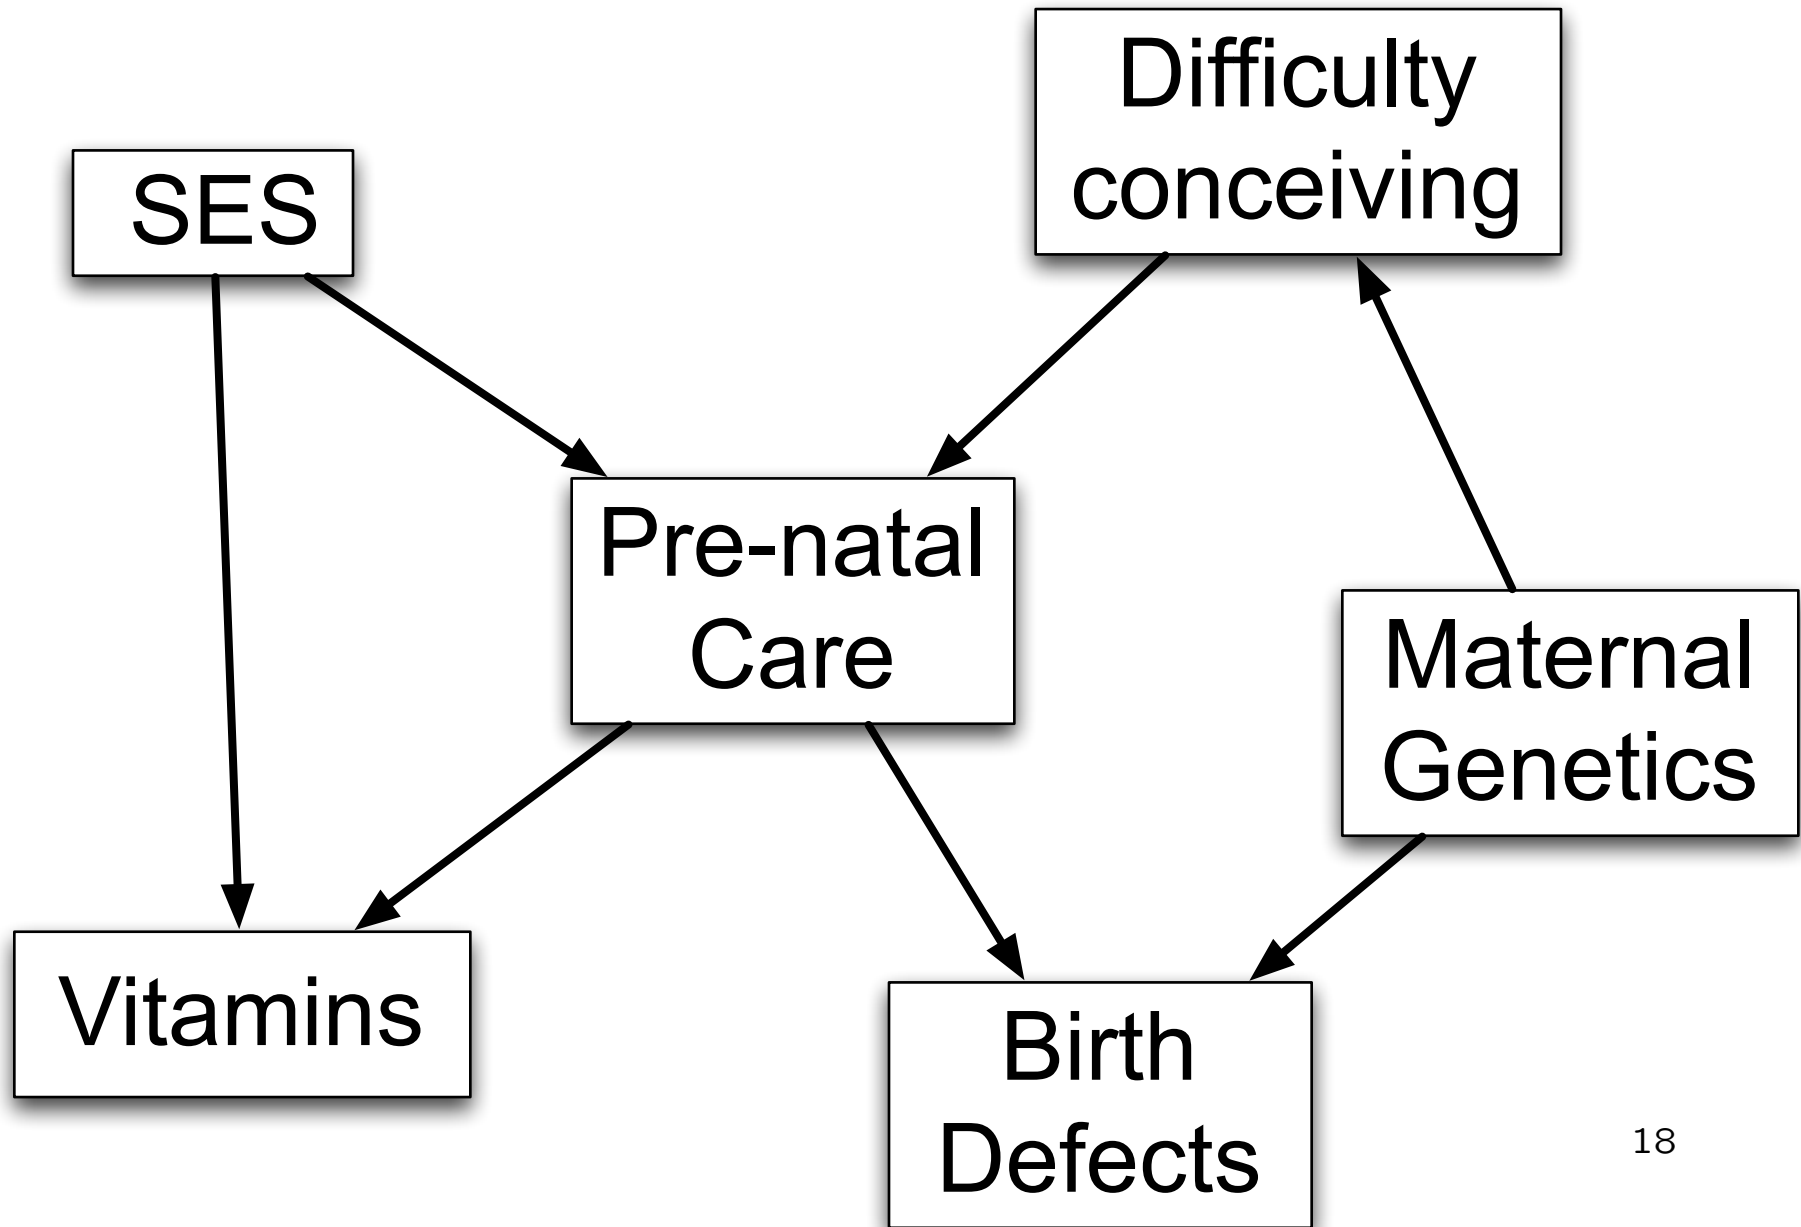 Difficulty
conceiving
SES
Pre-natal
Care
Maternal
Genetics
Vitamins
Birth
Defects
18